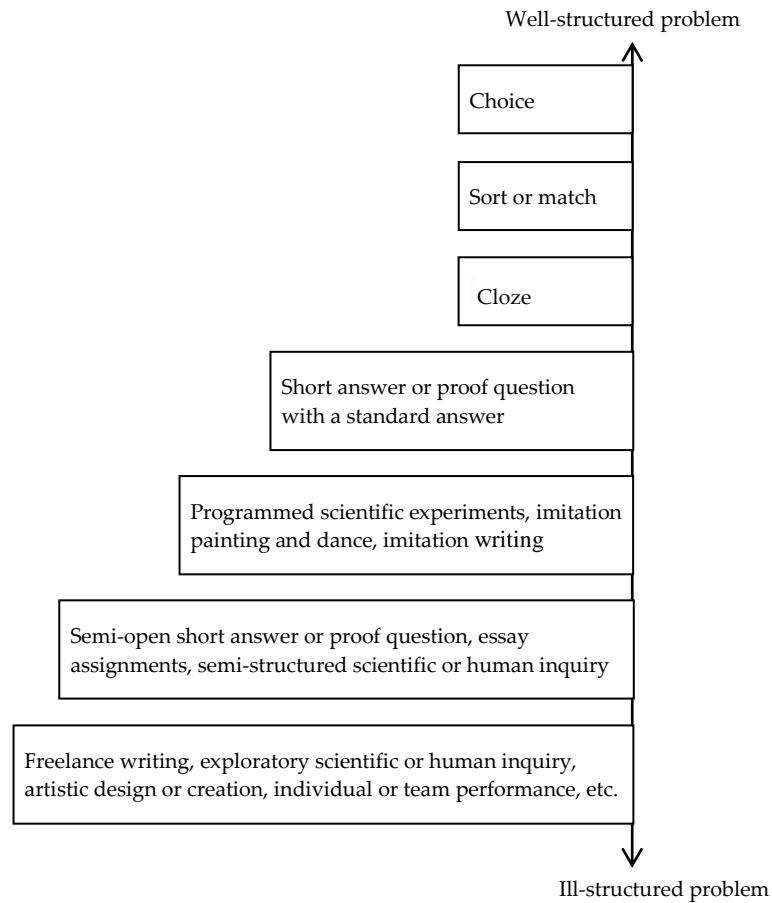 Well-structured problem
Choice
Sort or match
Cloze
Short answer or proof question
with a standard answer
Programmed scientific experiments, imitation
painting and dance, imitation writing
Semi-open short answer or proof question, essay
assignments, semi-structured scientific or human inquiry
Freelance writing, exploratory scientific or human inquiry,
artistic design or creation, individual or team performance, etc.
Ill-structured problem